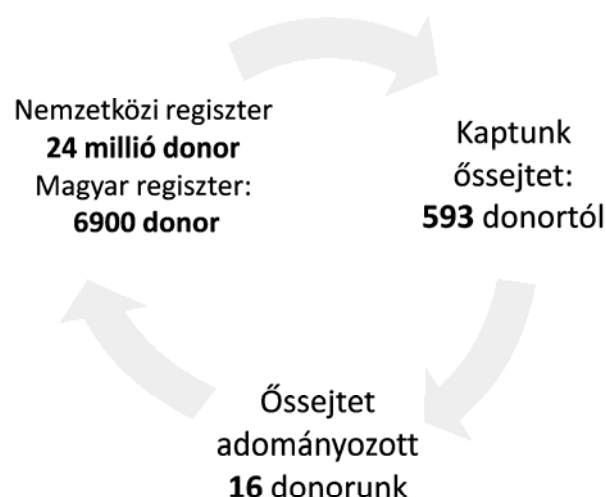 Nemzetközi regiszter
24 millió donor
Magyar regiszter:
6900 donor
Kaptunk
őssejtet:
593 donortól
Őssejtet
adományozott
16 donorunk